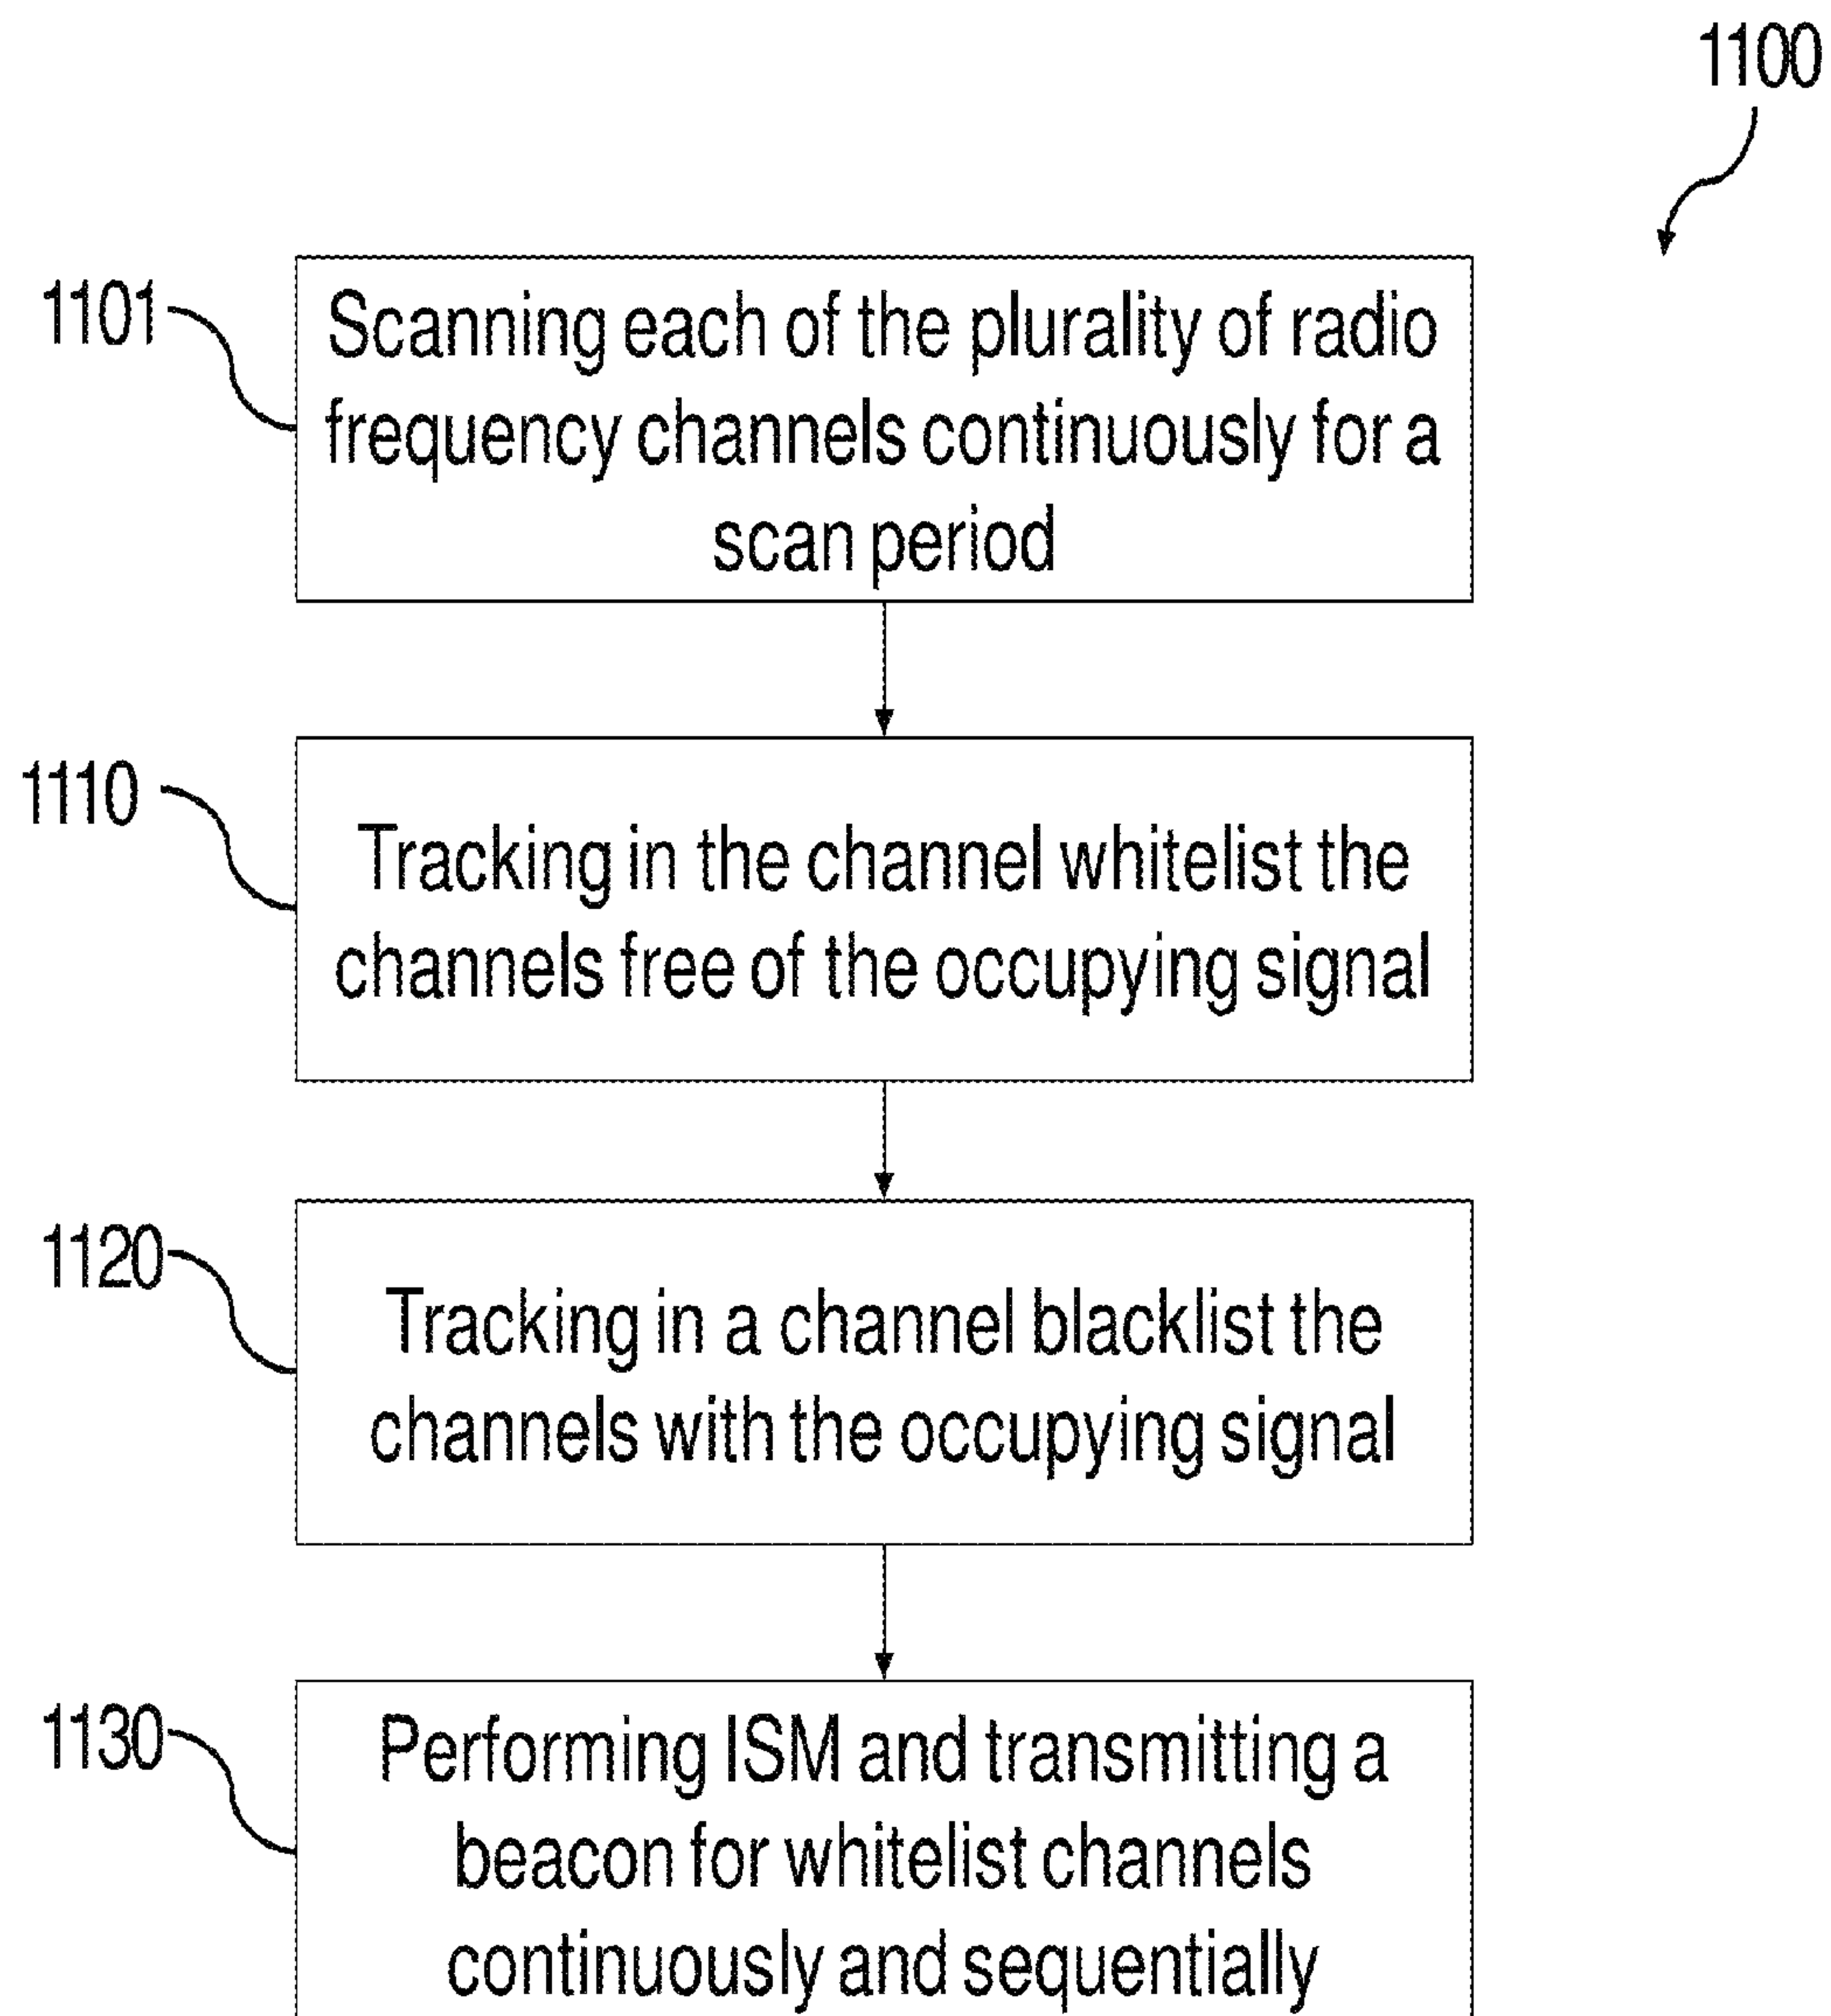 1100
1101
Scanning each of the plurality of radio
frequency channels continuously for a
scan period
1110
Tracking in the channel whitelist the
channels free of the occupying signal
1120
Tracking in a channel blacklist the
channels with the occupying signal
1130
Performing ISM and transmitting a
beacon for whitelist channels
continuously and sequentially